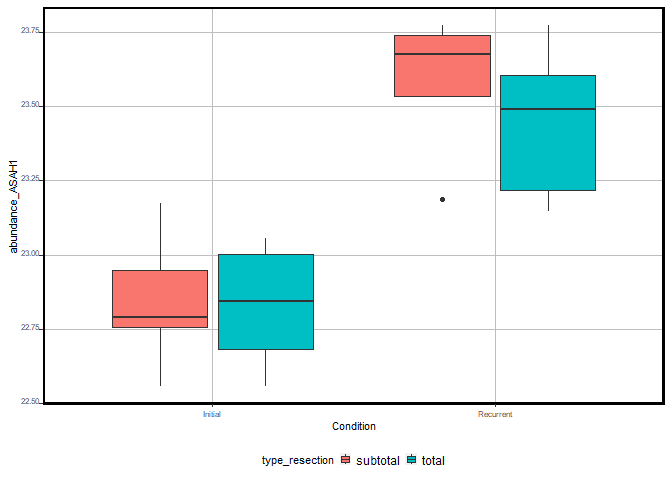 abundance_ASAH1
23.75
23.50
23.25
23.00
22.75
22.50
Initial
Recurrent
Condition
type_resection subtotal total